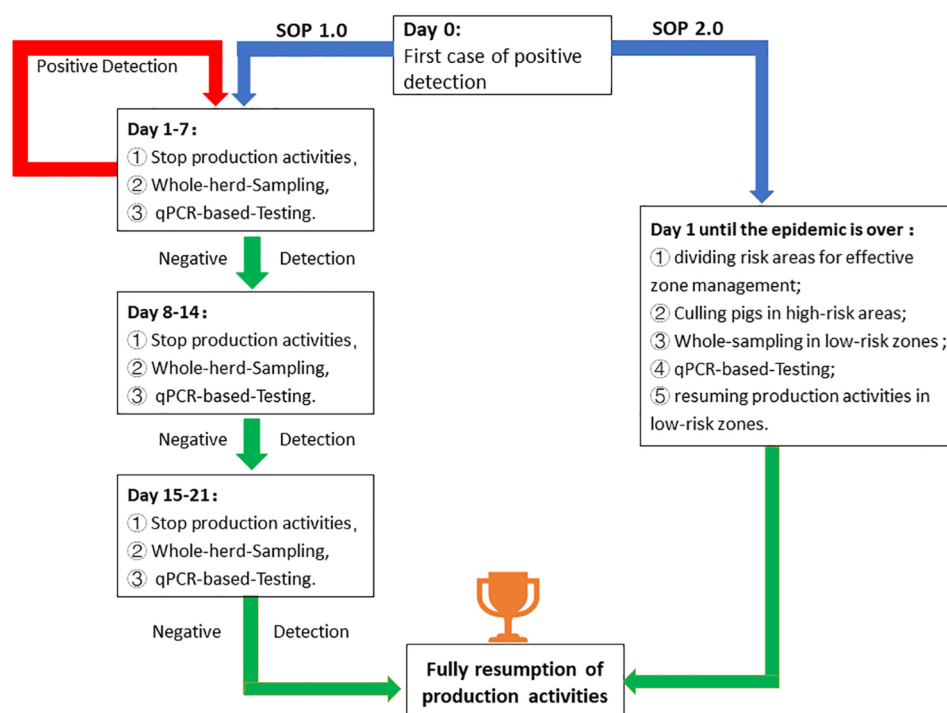 SOP 1.0
Day 0:
First case of positive
detection
SOP 2.0
Positive Detection
Day 1-7：
① Stop production activities,
② Whole-herd-Sampling,
③ qPCR-based-Testing.
Negative Detection
Day 8-14：
① Stop production activities,
② Whole-herd-Sampling,
③ qPCR-based-Testing.
Negative Detection
Day 15-21：
① Stop production activities,
② Whole-herd-Sampling,
③ qPCR-based-Testing.
Negative Detection
Day 1 until the epidemic is over：
① dividing risk areas for effective
zone management;
② Culling pigs in high-risk areas;
③ Whole-sampling in low-risk zones;
④ qPCR-based-Testing;
⑤ resuming production activities in
low-risk zones.
Fully resumption of
production activities